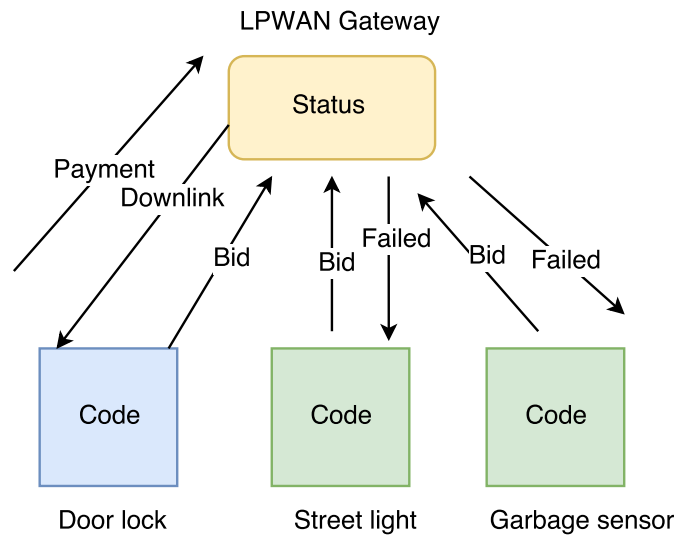 LPWAN Gateway
Status
Payment
Downlink
Bid
Bid
Failed
Bid
Failed
Code
Code
Code
Door lock
Street light
Garbage sensor